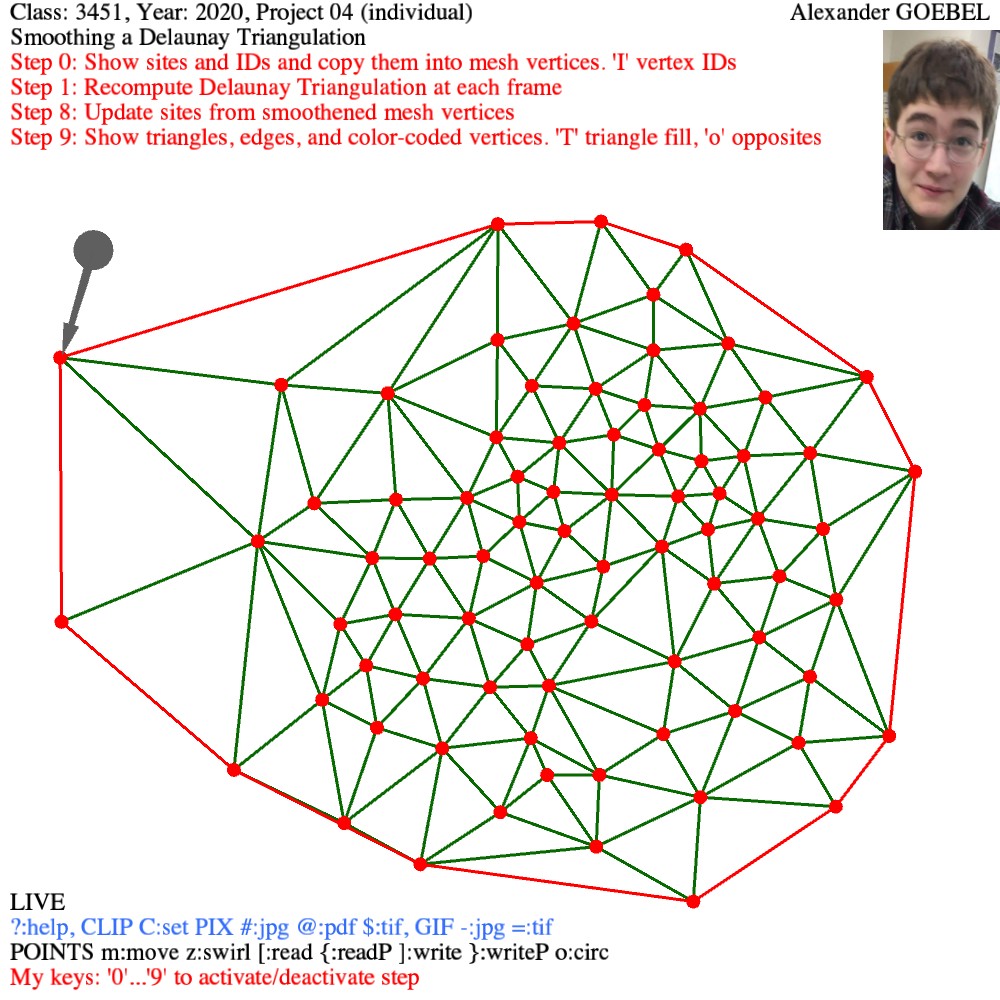 Class: 3451, Year: 2020, Project 04 (individual)
Alexander GOEBEL
Smoothing a Delaunay Triangulation
Step 0: Show sites and IDs and copy them into mesh vertices. 'I' vertex IDs
Step 1: Recompute Delaunay Triangulation at each frame
Step 8: Update sites from smoothened mesh vertices
Step 9: Show triangles, edges, and color-coded vertices. 'T' triangle fill, 'o' opposites
LIVE
?:help, CLIP C:set PIX #:jpg @:pdf $:tif, GIF -:jpg =:tif
POINTS m:move z:swirl [:read {:readP ]:write }:writeP o:circ
My keys: '0'...'9' to activate/deactivate step